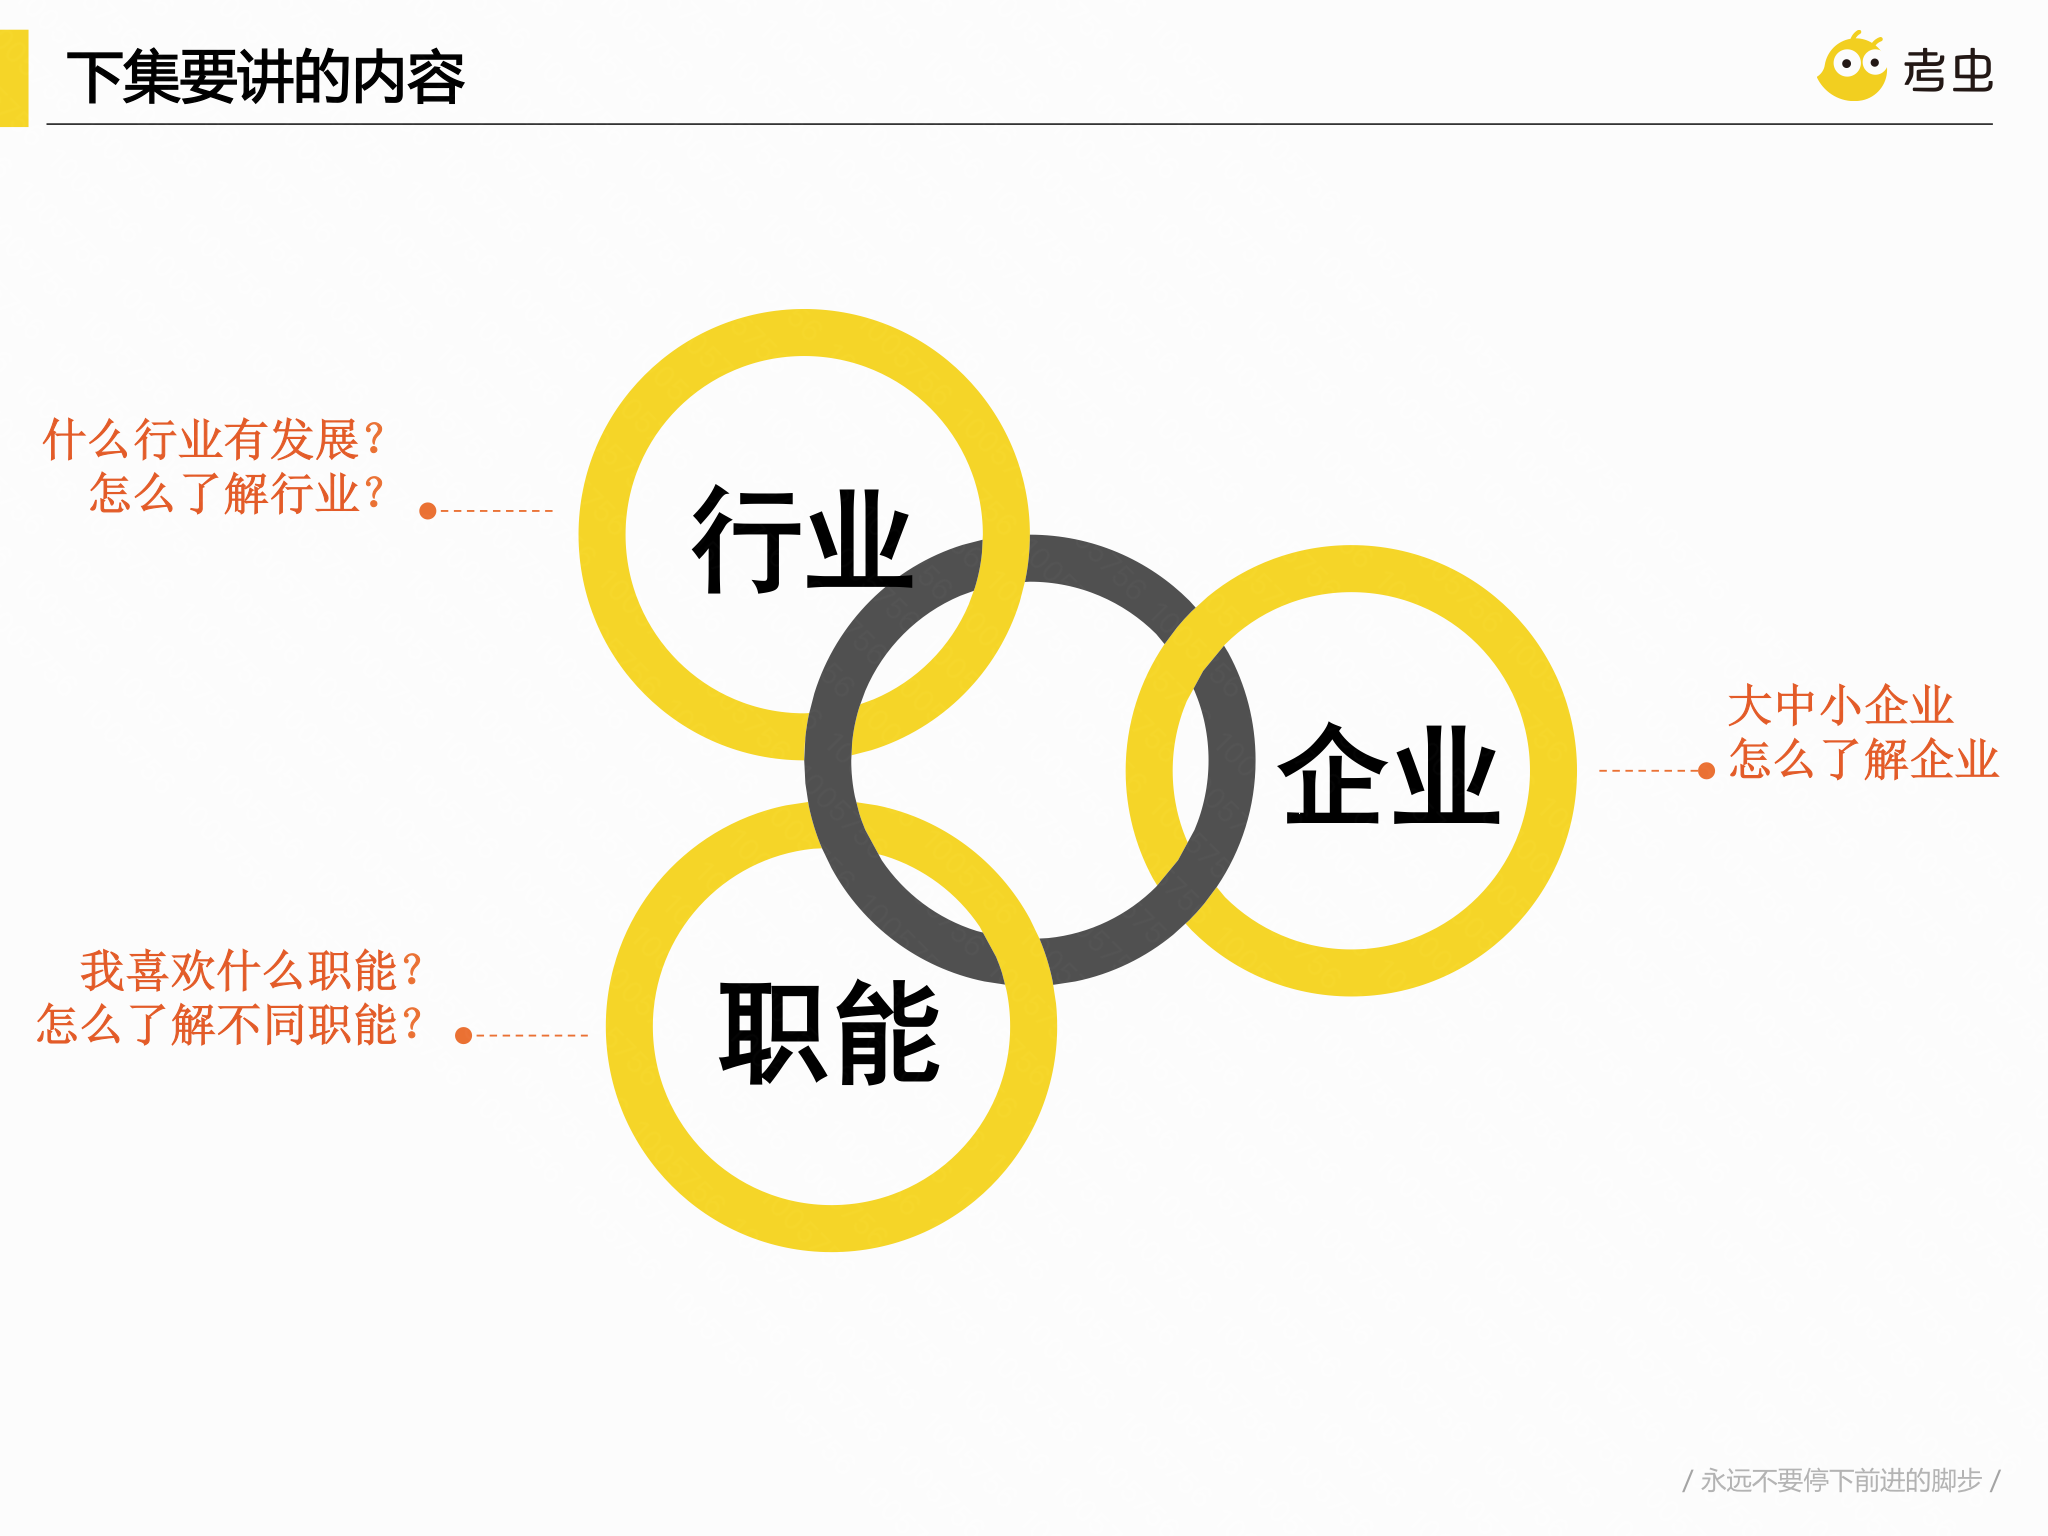 下集要讲的内容
考虫
什么行业有发展？
怎么了解行业？
行业
大中小企业
怎么了解企业
企业
我喜欢什么职能？
怎么了解不同职能？
职能
/ 永远不要停下前进的脚步 /